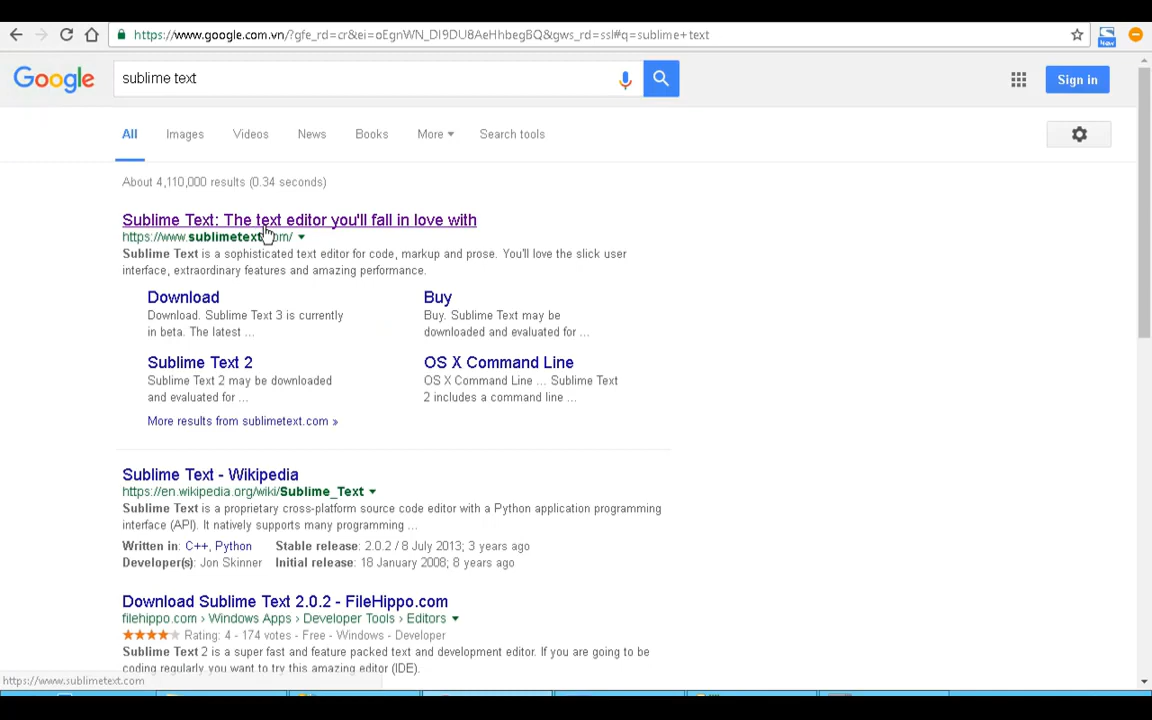 https://www.google.com.vn/?gfe_rd=cr&ei=oEgnWN_DI9DU8AeHhbegBQ&gws_rd=ssl#q=sublime+text
New
Google
sublime text
Sign in
All Images Videos News Books More Search tools
About 4,110,000 results (0.34 seconds)
Sublime Text: The text editor you'll fall in love with
https://www.sublimetext.com/
Sublime Text is a sophisticated text editor for code, markup and prose. You'll love the slick user
interface, extraordinary features and amazing performance.
Download Buy
Download. Sublime Text 3 is currently Buy. Sublime Text may be
in beta. The latest ... downloaded and evaluated for ...
Sublime Text 2 OS X Command Line
Sublime Text 2 may be downloaded OS X Command Line ... Sublime Text
and evaluated for ... 2 includes a command line ...
More results from sublimetext.com »
Sublime Text - Wikipedia
https://en.wikipedia.org/wiki/Sublime_Text
Sublime Text is a proprietary cross-platform source code editor with a Python application programming
interface (API). It natively supports many programming ...
Written in: C++, Python Stable release: 2.0.2 / 8 July 2013; 3 years ago
Developer(s): Jon Skinner Initial release: 18 January 2008; 8 years ago
Download Sublime Text 2.0.2 - FileHippo.com
filehippo.com › Windows Apps › Developer Tools › Editors
Rating: 4 - 174 votes - Free - Windows - Developer
Sublime Text 2 is a super fast and feature packed text and development editor. If you are going to be
coding regularly you want to try this amazing editor (IDE).
https://www.sublimetext.com